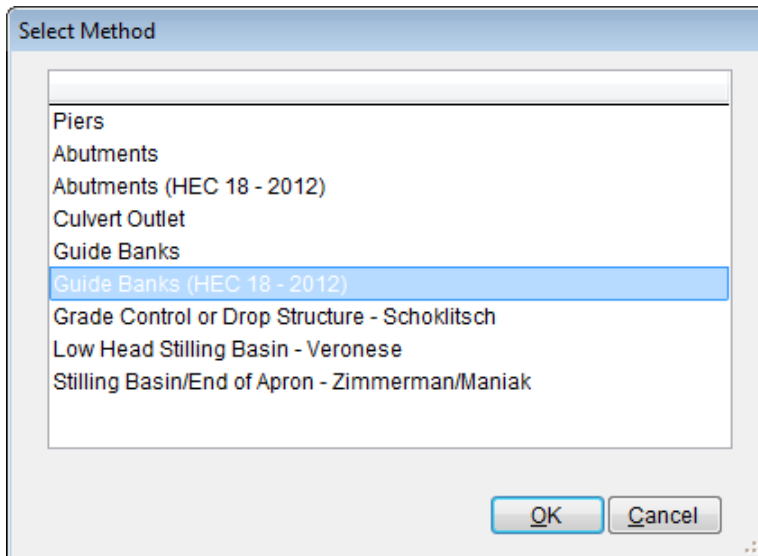 Select Method
Piers
Abutments
Abutments (HEC 18 - 2012)
Culvert Outlet
Guide Banks
Guide Banks (HEC 18 - 2012)
Grade Control or Drop Structure - Schoklitsch
Low Head Stilling Basin - Veronese
Stilling Basin/End of Apron - Zimmerman/Maniak
OK Cancel